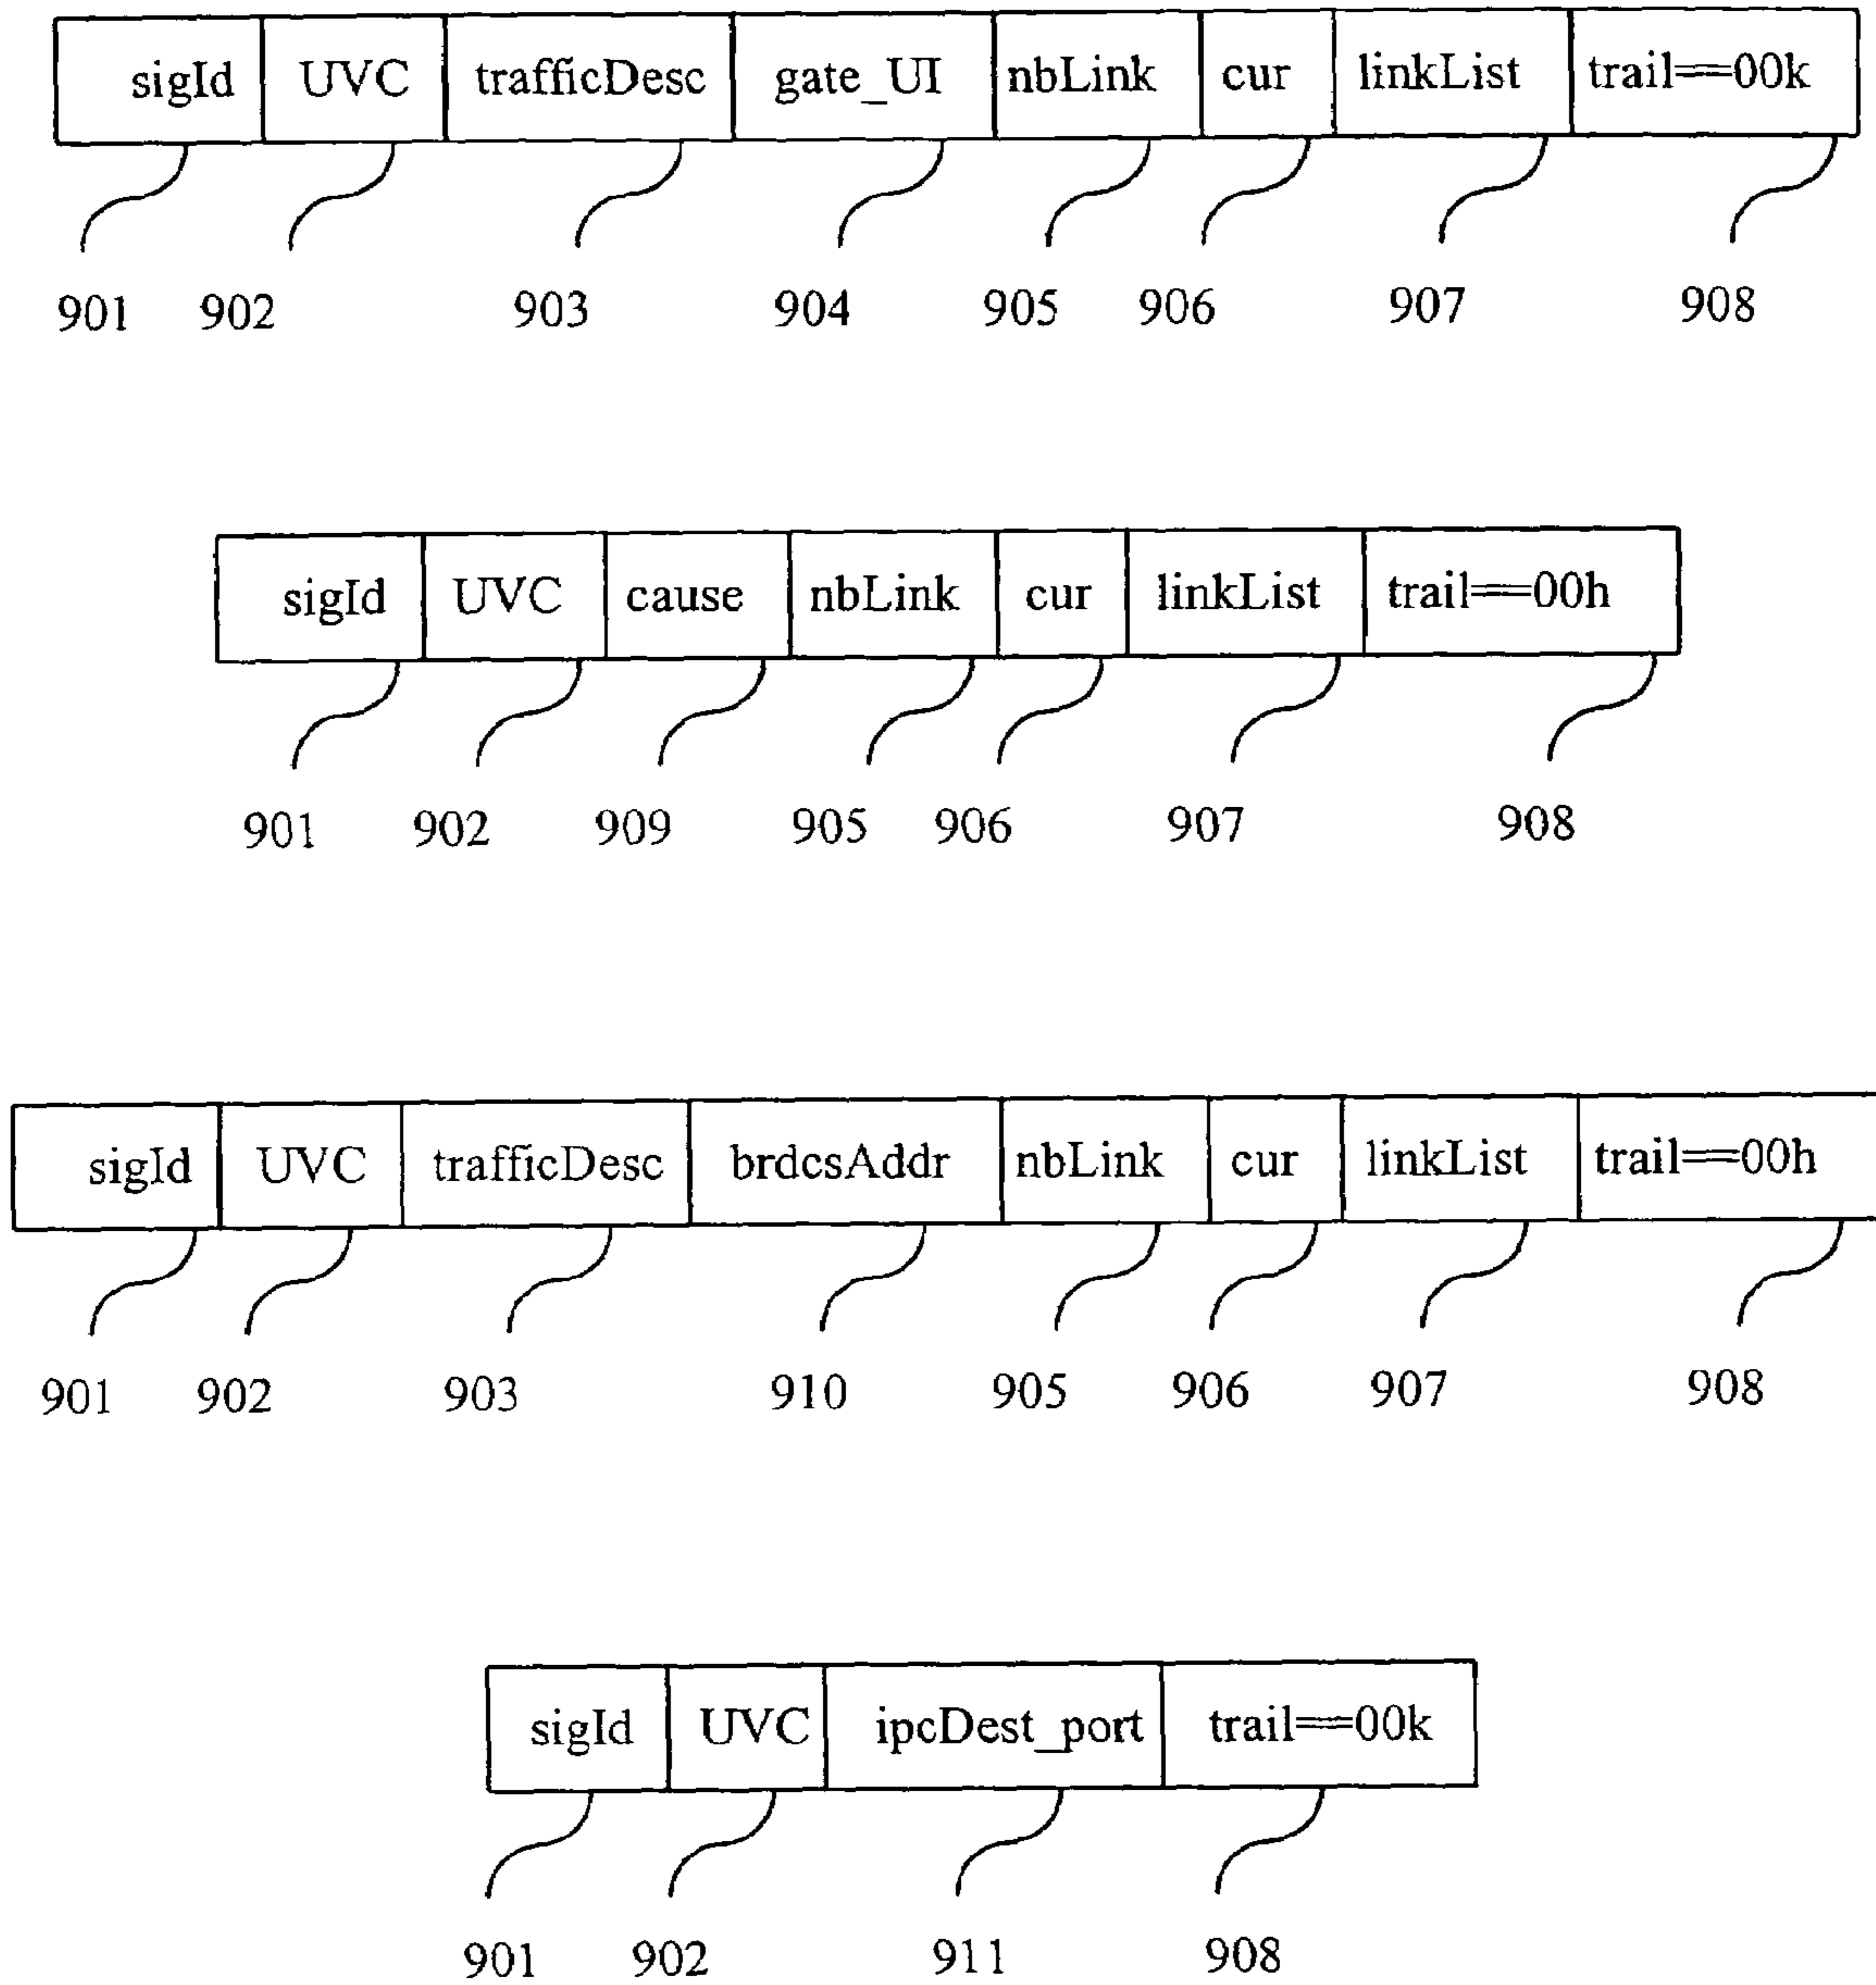 sigId UVC trafficDesc gate_UI nbLink cur linkList trail==00k
901 902 903 904 905 906 907 908
sigId UVC cause nbLink cur linkList trail==00h
901 902 909 905 906 907 908
sigId UVC trafficDesc brdcsAddr nbLink cur linkList trail==00h
901 902 903 910 905 906 907 908
sigId UVC ipcDest_port trail==00k
901 902 911 908